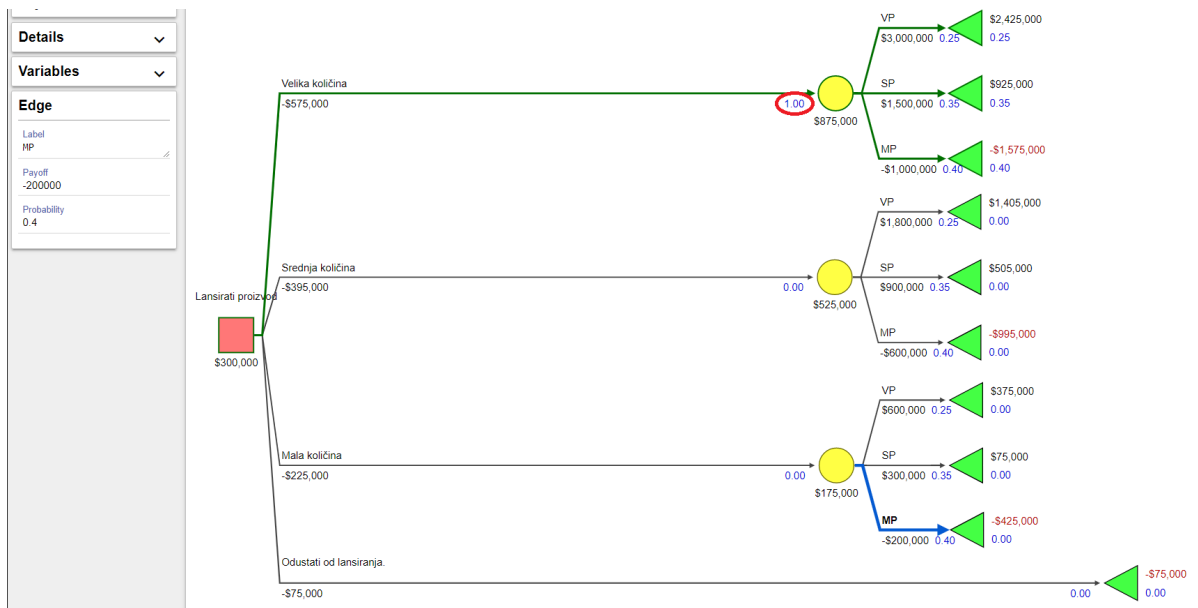 Details
Variables
Edge
Label
MP
Payoff
-200000
Probability
0.4
Lansirati proizvod
$300,000
Velika količina
-$575,000
1.00
$875,000
VP
$3,000,000 0.25
$2,425,000
0.25
SP
$1,500,000 0.35
$925,000
0.35
MP
-$1,000,000 0.40
-$1,575,000
0.40
Srednja količina
-$395,000
0.00
$525,000
VP
$1,800,000 0.25
$1,405,000
0.00
SP
$900,000 0.35
$505,000
0.00
MP
-$600,000 0.40
-$995,000
0.00
Mala količina
-$225,000
0.00
$175,000
VP
$600,000 0.25
$375,000
0.00
SP
$300,000 0.35
$75,000
0.00
MP
-$200,000 0.40
-$425,000
0.00
Odustati od lansiranja.
-$75,000
0.00
-$75,000
0.00